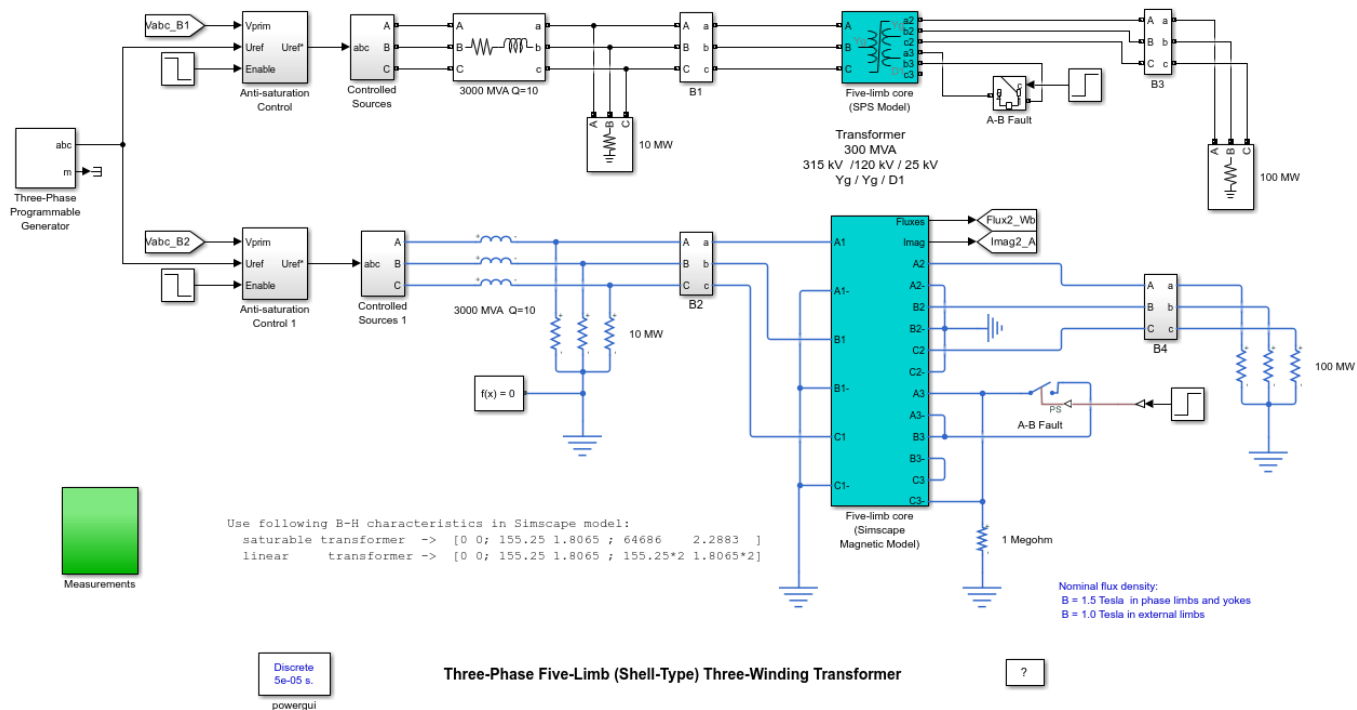 Vabc_B1
Vprim
Uref
Uref*
Enable
Anti-saturation
Control
abc
A
B
C
Controlled
Sources
A
B
C
a
b
c
3000 MVA Q=10
A
B
C
10 MW
A
B
C
a
b
c
B1
A
B
C
Yg
Yg
D1
a2
b2
c2
a3
b3
c3
Five-limb core
(SPS Model)
A-B Fault
A
B
C
a
b
c
B3
A
B
C
100 MW
Transformer
300 MVA
315 kV /120 kV / 25 kV
Yg / Yg / D1
abc
m
Three-Phase
Programmable
Generator
Vabc_B2
Vprim
Uref
Uref*
Enable
Anti-saturation
Control 1
abc
A
B
C
Controlled
Sources 1
3000 MVA Q=10
10 MW
f(x) = 0
A
B
C
a
b
c
B2
A1
A1-
B1
B1-
C1
C1-
Fluxes
Imag
A2
A2-
B2
B2-
C2
C2-
A3
A3-
B3
B3-
C3
C3-
Five-limb core
(Simscape
Magnetic Model)
Flux2_Wb
Imag2_A
PS
A-B Fault
1 Megohm
A
B
C
a
b
c
B4
100 MW
Measurements
Use following B-H characteristics in Simscape model:
saturable transformer -> [0 0; 155.25 1.8065 ; 64686 2.2883 ]
linear transformer -> [0 0; 155.25 1.8065 ; 155.25*2 1.8065*2]
Nominal flux density:
B = 1.5 Tesla in phase limbs and yokes
B = 1.0 Tesla in external limbs
Discrete
5e-05 s.
powergui
Three-Phase Five-Limb (Shell-Type) Three-Winding Transformer
?